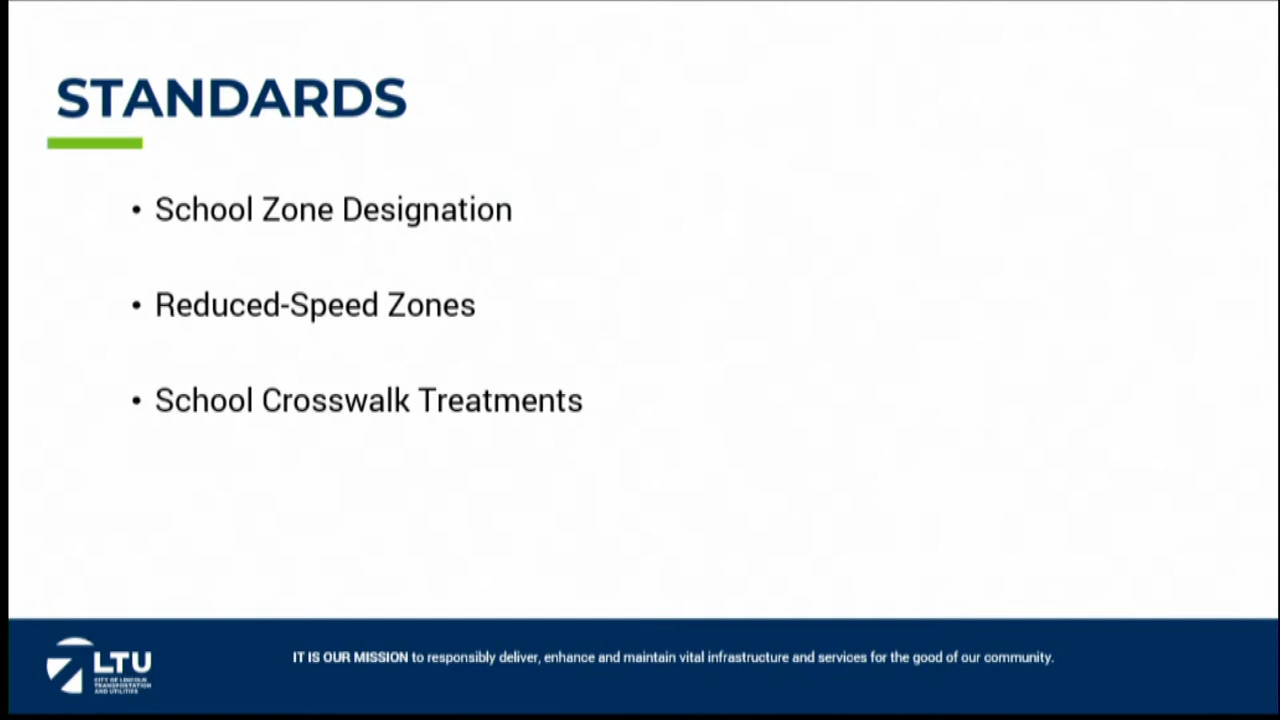 STANDARDS
• School Zone Designation
• Reduced-Speed Zones
• School Crosswalk Treatments
LTU
CITY OF LINCOLN
TRANSPORTATION
AND UTILITIES
IT IS OUR MISSION to responsibly deliver, enhance and maintain vital infrastructure and services for the good of our community.